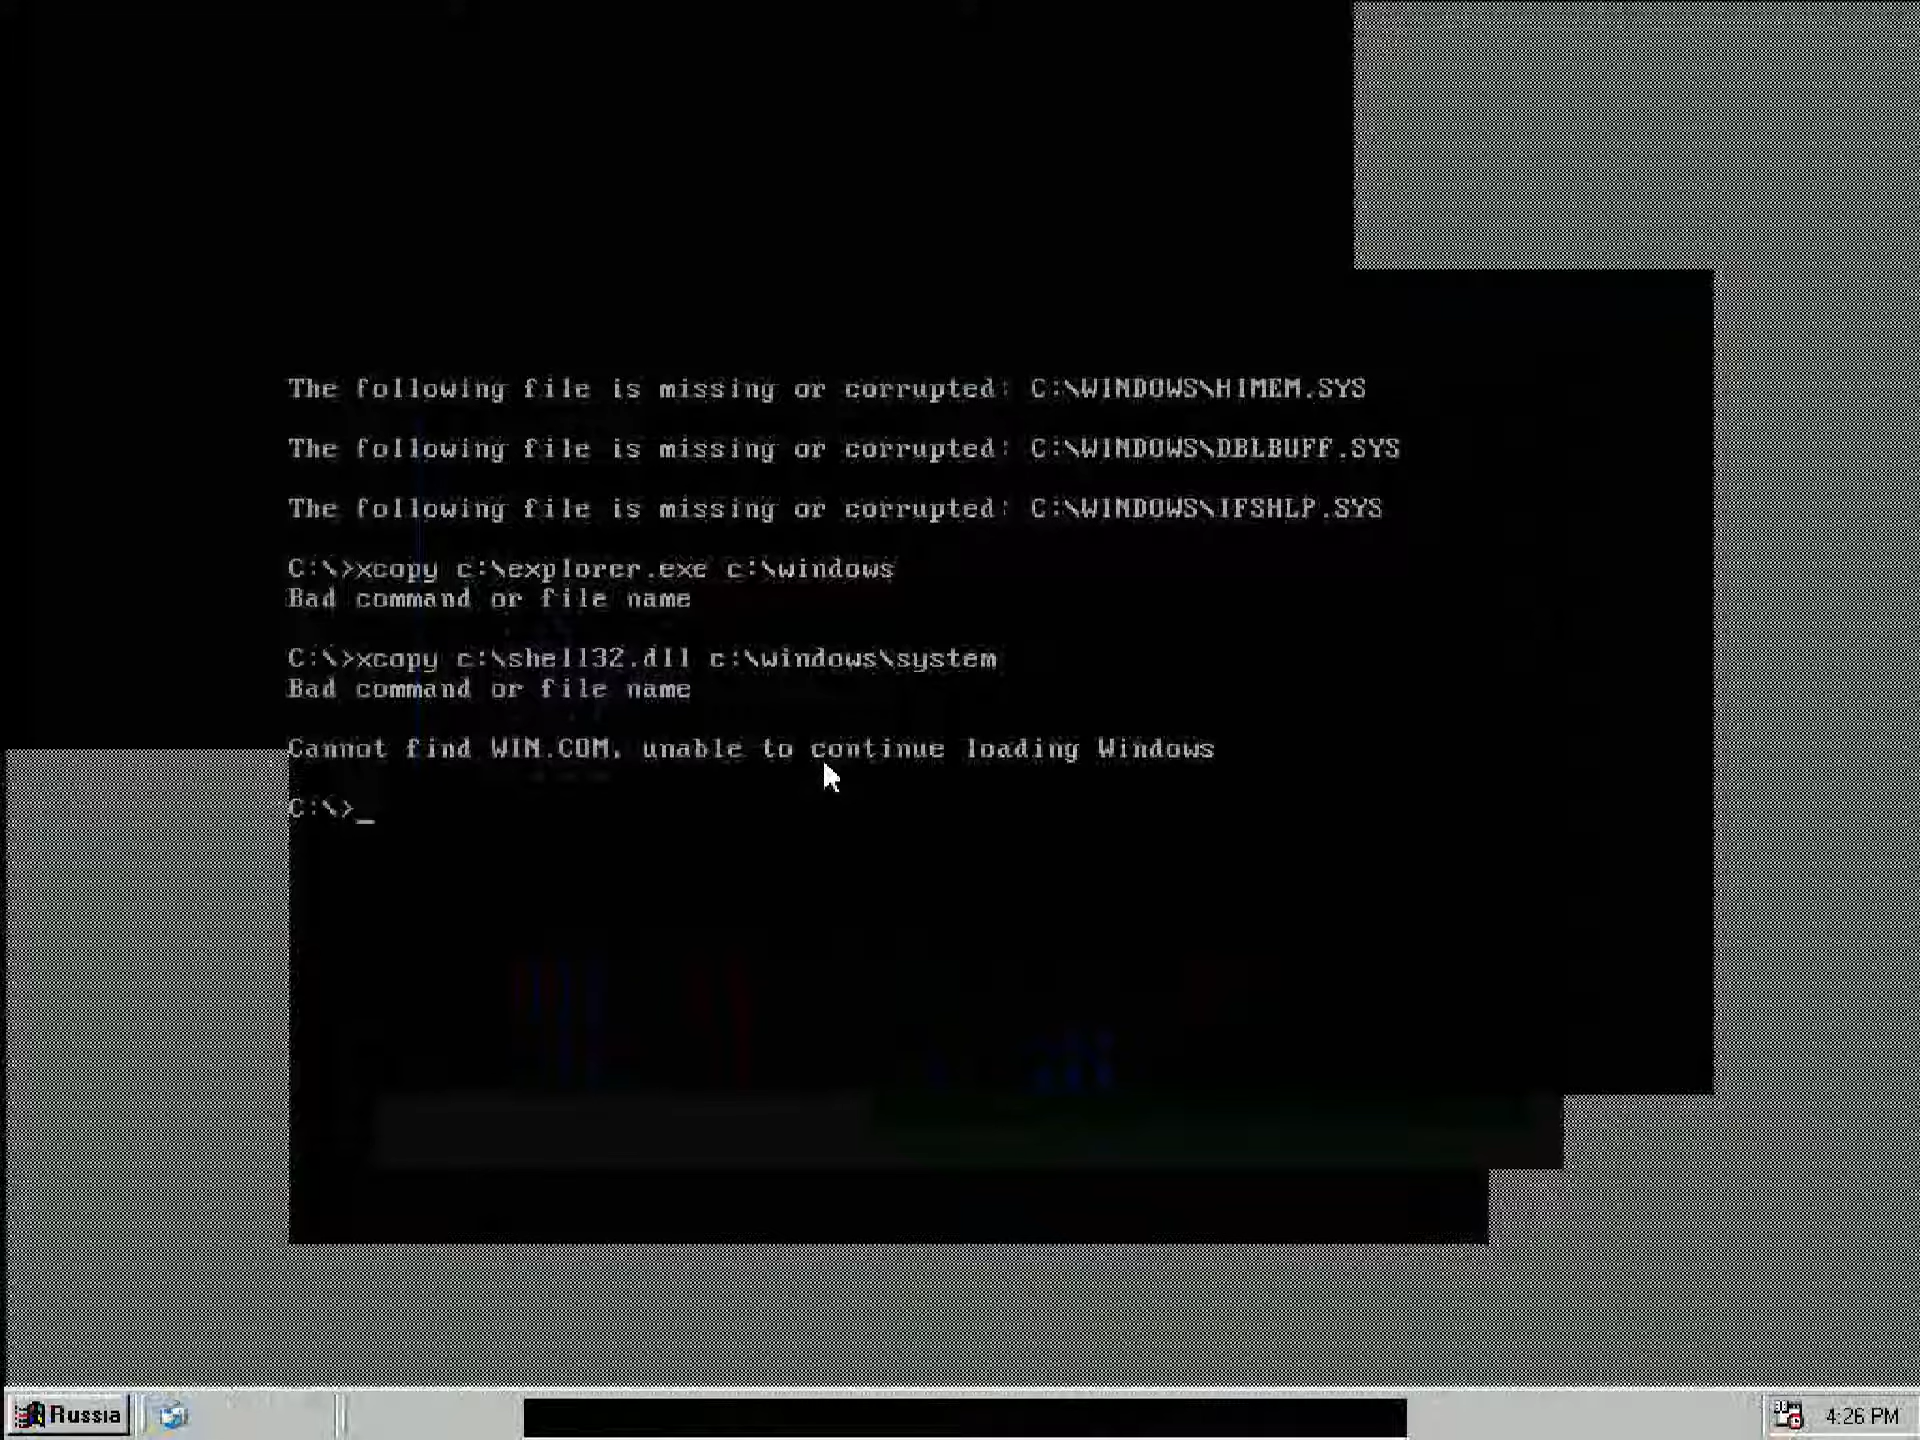 The following file is missing or corrupted: C:\WINDOWS\HIMEM.SYS
The following file is missing or corrupted: C:\WINDOWS\DBLBUFF.SYS
The following file is missing or corrupted: C:\WINDOWS\IFSHLP.SYS
C:\>xcopy c:\explorer.exe c:\windows
Bad command or file name
C:\>xcopy c:\shell32.dll c:\windows\system
Bad command or file name
Cannot find WIN.COM, unable to continue loading Windows
C:\>_
Russia
4:26 PM